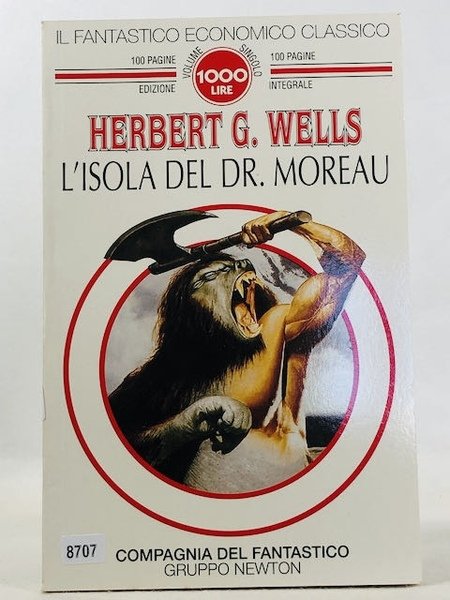 IL FANTASTICO ECONOMICO CLASSICO
100 PAGINE
VOLUME SINGOLO
100 PAGINE
1000
LIRE
EDIZIONE
INTEGRALE
HERBERT G. WELLS
L'ISOLA DEL DR. MOREAU
8707
COMPAGNIA DEL FANTASTICO
GRUPPO NEWTON